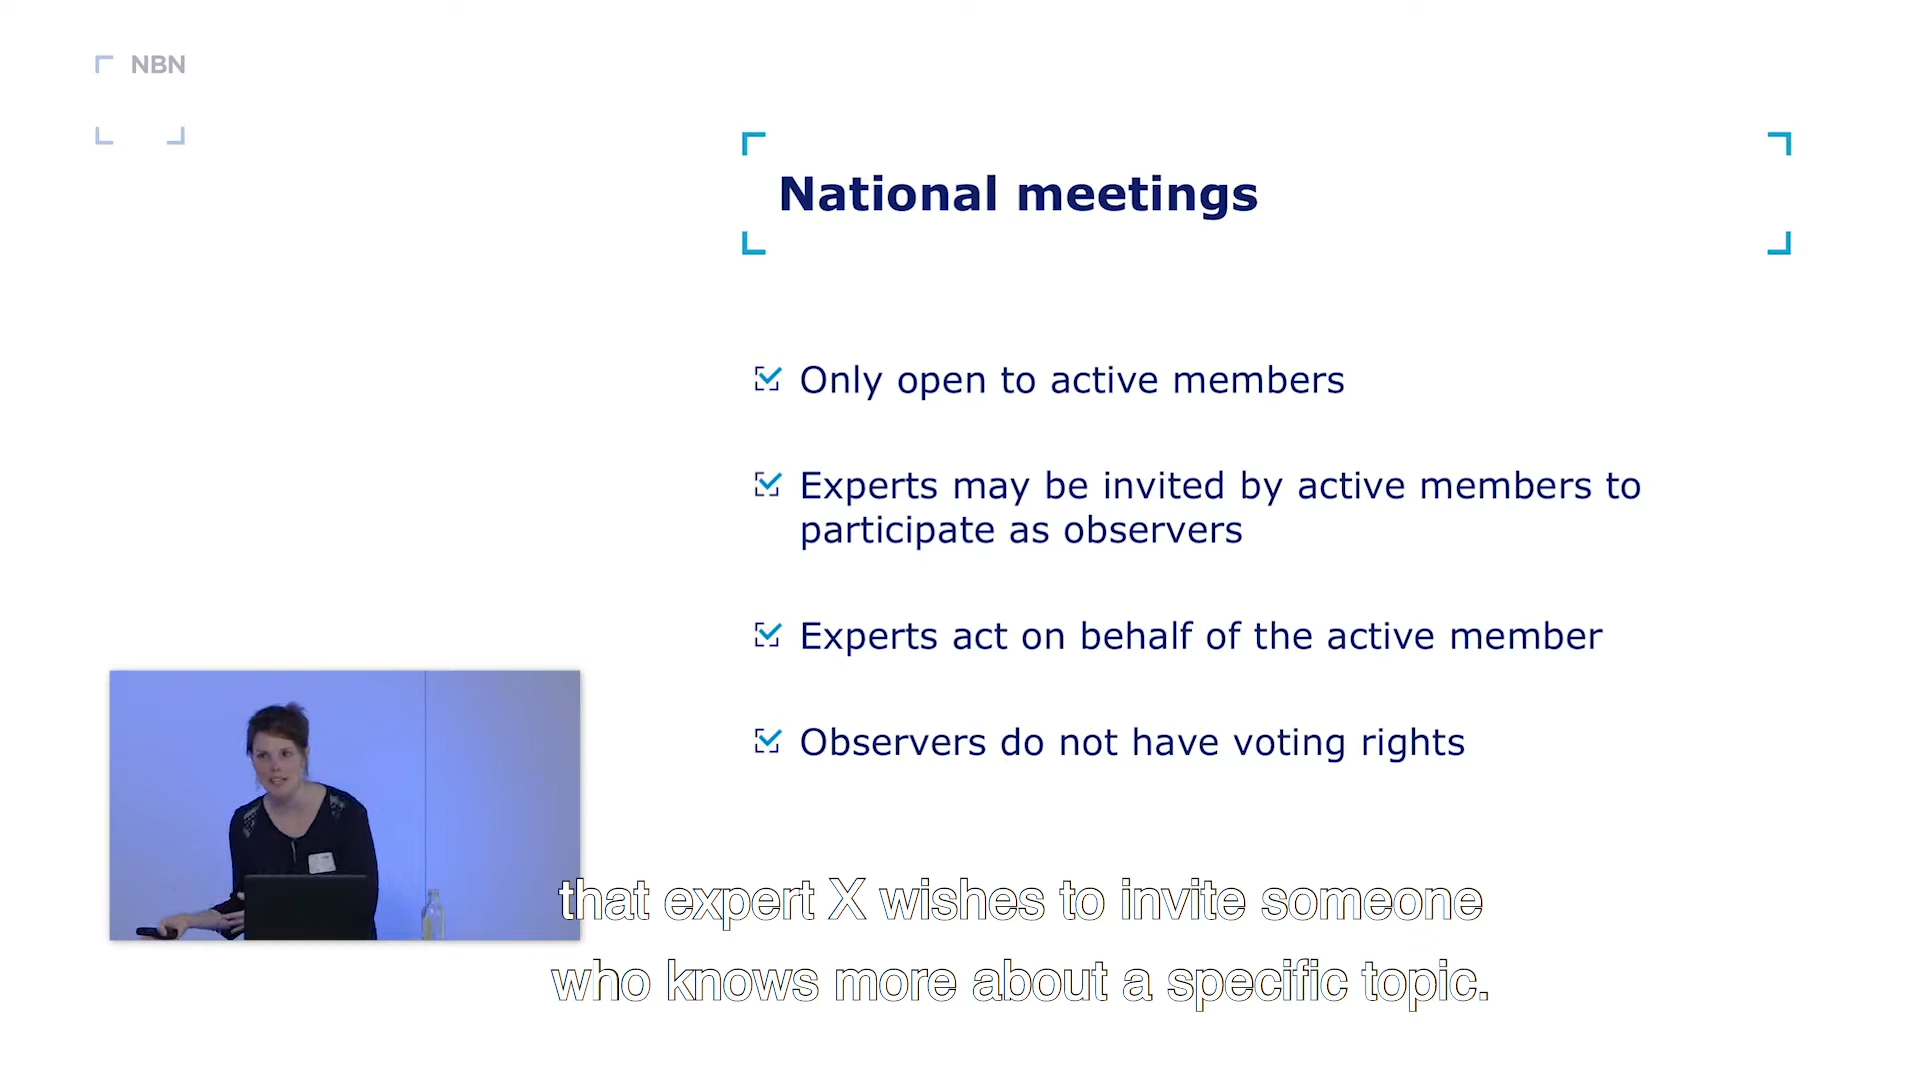 NBN
National meetings
Only open to active members
Experts may be invited by active members to
participate as observers
Experts act on behalf of the active member
Observers do not have voting rights
that expert X wishes to invite someone
who knows more about a specific topic.